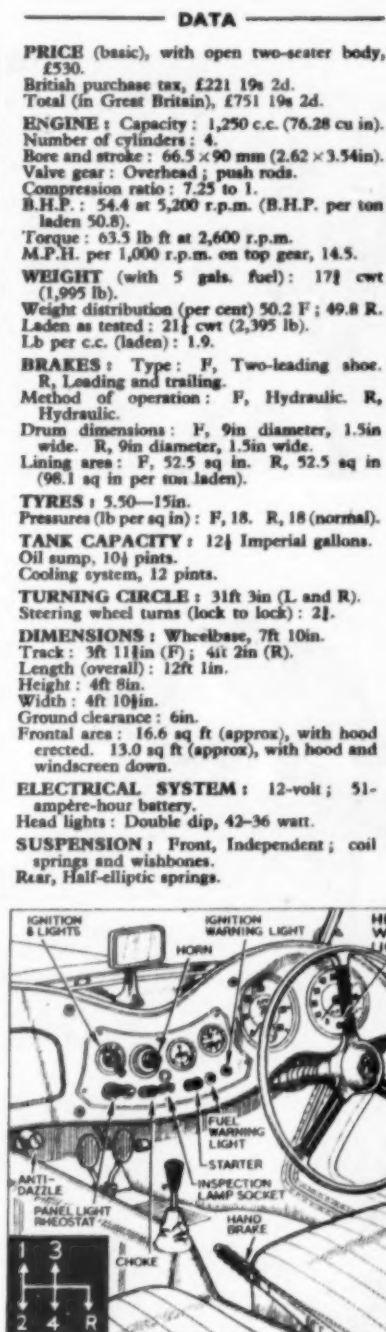 DATA
PRICE (basic), with open two-seater body,
£530.
British purchase tax, £221 19s 2d.
Total (in Great Britain), £751 19s 2d.
ENGINE : Capacity : 1,250 c.c. (76.28 cu in).
Number of cylinders : 4.
Bore and stroke : 66.5 × 90 mm (2.62 × 3.54in).
Valve gear : Overhead ; push rods.
Compression ratio : 7.25 to 1.
B.H.P. : 54.4 at 5,200 r.p.m. (B.H.P. per ton
laden 50.8).
Torque : 63.5 lb ft at 2,600 r.p.m.
M.P.H. per 1,000 r.p.m. on top gear, 14.5.
WEIGHT (with 5 gals. fuel) : cwt
(1,995 lb).
Weight distribution (per cent) 50.2 F ; 49.8 R.
Laden as tested : cwt (2,395 lb).
Lb per c.c. (laden) : 1.9.
BRAKES : Type : F, Two-leading shoe.
R, Leading and trailing.
Method of operation : F, Hydraulic. R,
Hydraulic.
Drum dimensions : F, 9in diameter, 1.5in
wide. R, 9in diameter, 1.5in wide.
Lining area : F, 52.5 sq in. R, 52.5 sq in
(98.1 sq in per ton laden).
TYRES : 5.50—15in.
Pressures (lb per sq in) : F, 18. R, 18 (normal).
TANK CAPACITY : Imperial gallons.
Oil sump, pints.
Cooling system, 12 pints.
TURNING CIRCLE : 31ft 3in (L and R).
Steering wheel turns (lock to lock) :
DIMENSIONS : Wheelbase, 7ft 10in.
Track : 3ft (F) ; 4ft 2in (R).
Length (overall) : 12ft 1in.
Height : 4ft 8in.
Width : 4ft
Ground clearance : 6in.
Frontal area : 16.6 sq ft (approx), with hood
erected. 13.0 sq ft (approx), with hood and
windscreen down.
ELECTRICAL SYSTEM : 12-volt ; 51-
ampère-hour battery.
Head lights : Double dip, 42–36 watt.
SUSPENSION : Front, Independent ; coil
springs and wishbones.
Rear, Half-elliptic springs.
IGNITION
& LIGHTS
HORN
IGNITION
WARNING LIGHT
FUEL
WARNING
LIGHT
STARTER
INSPECTION
LAMP SOCKET
HAND
BRAKE
CHOKE
PANEL LIGHT
RHEOSTAT
ANTI-
DAZZLE
1 3
2 4 R